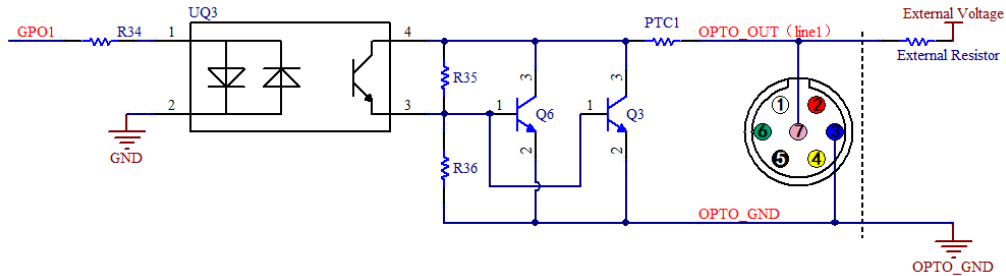 UQ3
External Voltage
GPO1
R34
1
4
PTC1
OPTO_OUT（line1）
External Resistor
R35
3
3
1
2
2
3
1
Q6
1
Q3
6
7
3
GND
2
2
R36
5
4
OPTO_GND
OPTO_GND